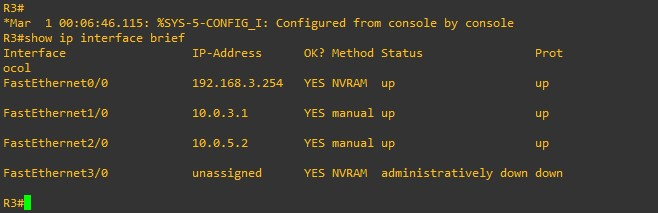 R3#
*Mar  1 00:06:46.115: %SYS-5-CONFIG_I: Configured from console by console
R3#show ip interface brief
Interface                  IP-Address      OK? Method Status                Prot
ocol
FastEthernet0/0            192.168.3.254   YES NVRAM  up                    up
FastEthernet1/0            10.0.3.1        YES manual up                    up
FastEthernet2/0            10.0.5.2        YES manual up                    up
FastEthernet3/0            unassigned      YES NVRAM  administratively down down
R3#